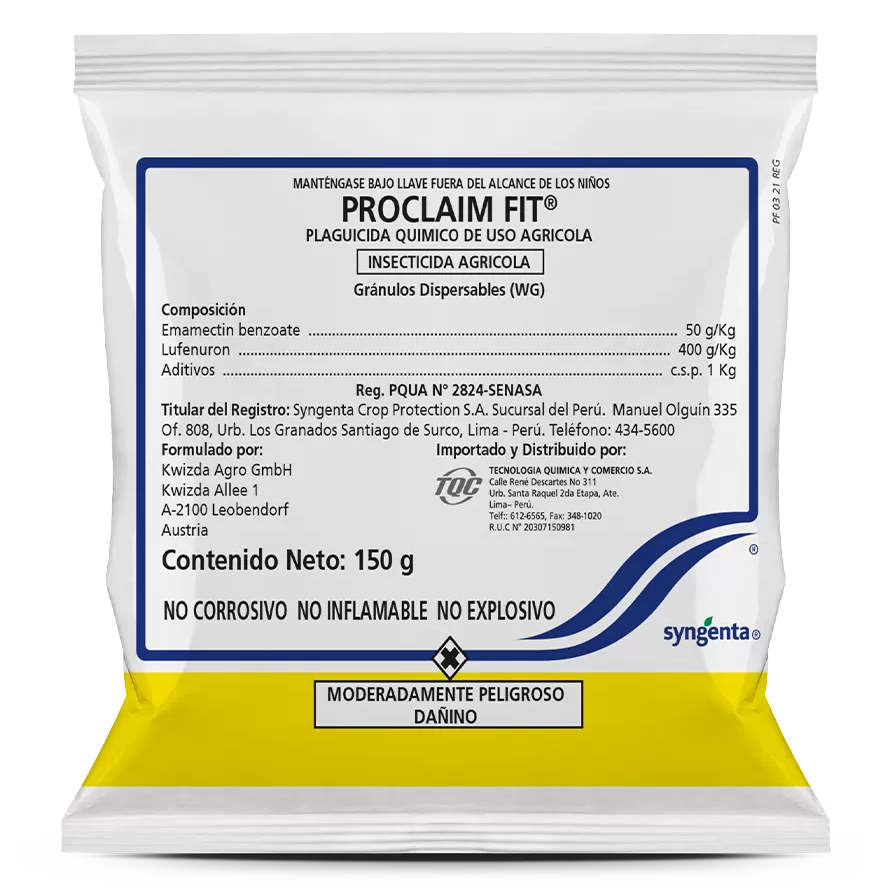 MANTÉNGASE BAJO LLAVE FUERA DEL ALCANCE DE LOS NIÑOS
PROCLAIM FIT®
PLAGUICIDA QUIMICO DE USO AGRICOLA
INSECTICIDA AGRICOLA
Gránulos Dispersables (WG)
Composición
Emamectin benzoate ........ 50 g/Kg
Lufenuron ........ 400 g/Kg
Aditivos ........ c.s.p. 1 Kg
Reg. PQUA N° 2824-SENASA
Titular del Registro: Syngenta Crop Protection S.A. Sucursal del Perú. Manuel Olguín 335
Of. 808, Urb. Los Granados Santiago de Surco, Lima - Perú. Teléfono: 434-5600
Formulado por:
Kwizda Agro GmbH
Kwizda Allee 1
A-2100 Leobendorf
Austria
Importado y Distribuido por:
TQC
TECNOLOGIA QUIMICA Y COMERCIO S.A.
Calle René Descartes No 311
Urb. Santa Raquel 2da Etapa, Ate.
Lima– Perú.
Telf:: 612-6565, Fax: 348-1020
R.U.C N° 20307150981
Contenido Neto: 150 g
NO CORROSIVO NO INFLAMABLE NO EXPLOSIVO
®
syngenta®
MODERADAMENTE PELIGROSO
DAÑINO
PF 03 21 REG